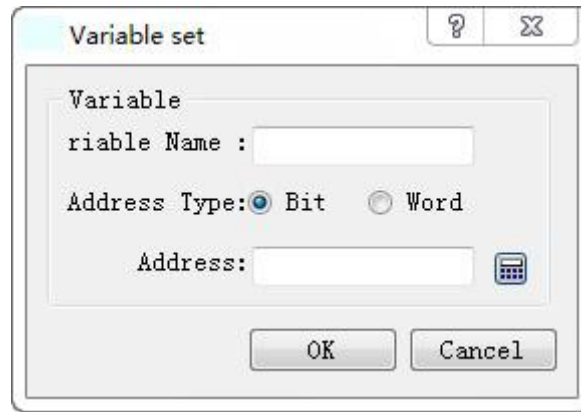 Variable set
Variable
riable Name :
Address Type: Bit Word
Address:
OK Cancel